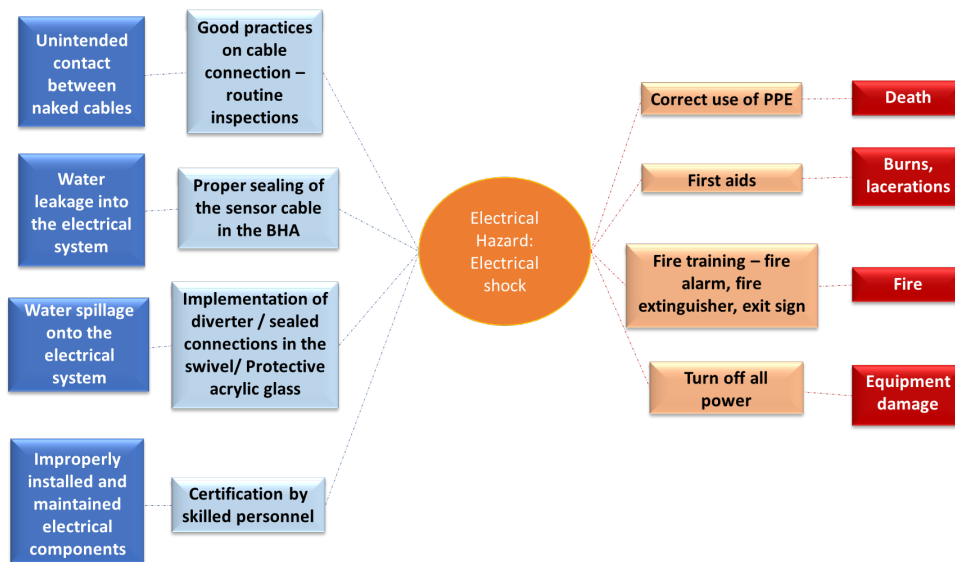 Unintended
contact
between
naked cables
Good practices
on cable
connection –
routine
inspections
Water
leakage into
the electrical
system
Proper sealing of
the sensor cable
in the BHA
Water spillage
onto the
electrical
system
Implementation of
diverter / sealed
connections in the
swivel/ Protective
acrylic glass
Improperly
installed and
maintained
electrical
components
Certification by
skilled personnel
Electrical
Hazard:
Electrical
shock
Correct use of PPE
Death
First aids
Burns,
lacerations
Fire training – fire
alarm, fire
extinguisher, exit sign
Fire
Turn off all
power
Equipment
damage